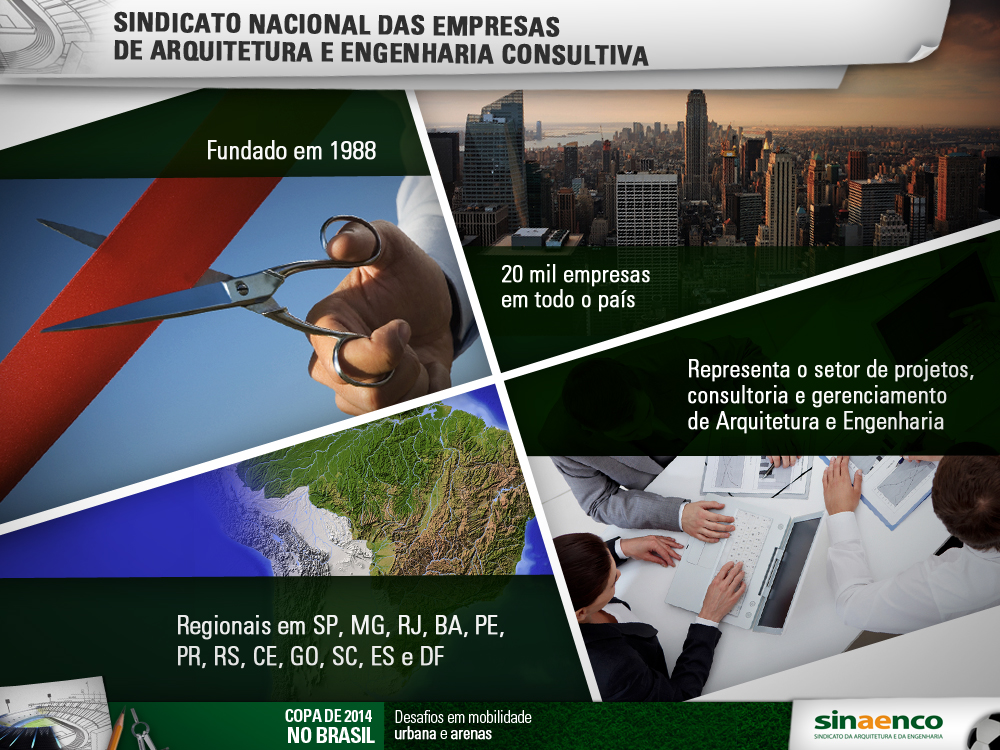 SINDICATO NACIONAL DAS EMPRESAS
DE ARQUITETURA E ENGENHARIA CONSULTIVA
Fundado em 1988
20 mil empresas
em todo o país
Representa o setor de projetos,
consultoria e gerenciamento
de Arquitetura e Engenharia
Regionais em SP, MG, RJ, BA, PE,
PR, RS, CE, GO, SC, ES e DF
COPA DE 2014
NO BRASIL
Desafios em mobilidade
urbana e arenas
sinaenco
SINDICATO DA ARQUITETURA E DA ENGENHARIA